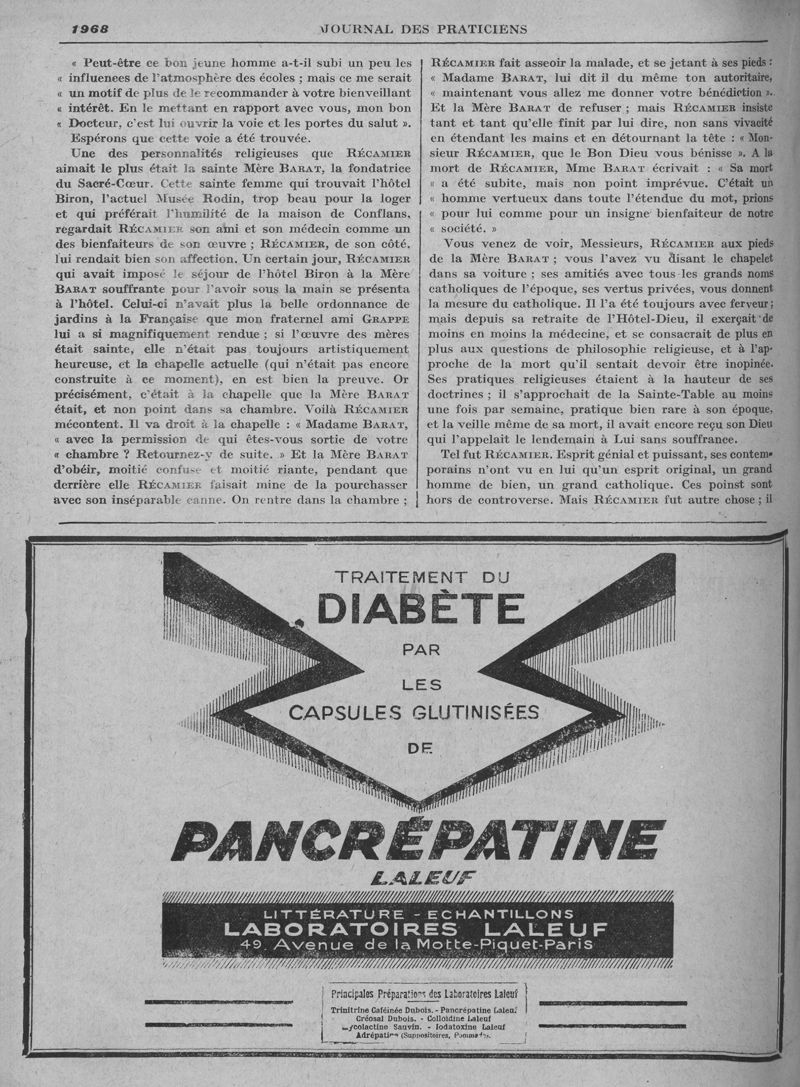 1968
JOURNAL DES PRATICIENS
« Peut-être ce bon jeune homme a-t-il subi un peu les
« influences de l'atmosphère des écoles ; mais ce me serait
« un motif de plus de le recommander à votre bienveillant
« intérêt. En le mettant en rapport avec vous, mon bon
« Docteur, c'est lui ouvrir la voie et les portes du salut ».
Espérons que cette voie a été trouvée.
Une des personnalités religieuses que RÉCAMIER
aimait le plus était la sainte Mère BARAT, la fondatrice
du Sacré-Cœur. Cette sainte femme qui trouvait l'hôtel
Biron, l'actuel Musée Rodin, trop beau pour la loger
et qui préférait l'humilité de la maison de Conflans,
regardait RÉCAMIER son ami et son médecin comme un
des bienfaiteurs de son œuvre ; RÉCAMIER, de son côté,
lui rendait bien son affection. Un certain jour, RÉCAMIER
qui avait imposé le séjour de l'hôtel Biron à la Mère
BARAT souffrante pour l'avoir sous la main se présenta
à l'hôtel. Celui-ci n'avait plus la belle ordonnance de
jardins à la Française que mon fraternel ami GRAPPE
lui a si magnifiquement rendue ; si l'œuvre des mères
était sainte, elle n'était pas toujours artistiquement
heureuse, et la chapelle actuelle (qui n'était pas encore
construite à ce moment), en est bien la preuve. Or
précisément, c'était à la chapelle que la Mère BARAT
était, et non point dans sa chambre. Voilà RÉCAMIER
mécontent. Il va droit à la chapelle : « Madame BARAT,
« avec la permission de qui êtes-vous sortie de votre
« chambre ? Retournez-y de suite. » Et la Mère BARAT
d'obéir, moitié confuse et moitié riante, pendant que
derrière elle RÉCAMIER faisait mine de la pourchasser
avec son inséparable canne. On rentre dans la chambre ;
RÉCAMIER fait asseoir la malade, et se jetant à ses pieds :
« Madame BARAT, lui dit il du même ton autoritaire,
« maintenant vous allez me donner votre bénédiction ».
Et la Mère BARAT de refuser ; mais RÉCAMIER insiste
tant et tant qu'elle finit par lui dire, non sans vivacité
en étendant les mains et en détournant la tête : « Mon-
sieur RÉCAMIER, que le Bon Dieu vous bénisse ». A la
mort de RÉCAMIER, Mme BARAT écrivait : « Sa mort
« a été subite, mais non point imprévue. C'était un
« homme vertueux dans toute l'étendue du mot, prions
« pour lui comme pour un insigne bienfaiteur de notre
« société. »
Vous venez de voir, Messieurs, RÉCAMIER aux pieds
de la Mère BARAT ; vous l'avez vu disant le chapelet
dans sa voiture ; ses amitiés avec tous les grands noms
catholiques de l'époque, ses vertus privées, vous donnent
la mesure du catholique. Il l'a été toujours avec ferveur ;
mais depuis sa retraite de l'Hôtel-Dieu, il exerçait de
moins en moins la médecine, et se consacrait de plus en
plus aux questions de philosophie religieuse, et à l'ap-
proche de la mort qu'il sentait devoir être inopinée.
Ses pratiques religieuses étaient à la hauteur de ses
doctrines ; il s'approchait de la Sainte-Table au moins
une fois par semaine, pratique bien rare à son époque,
et la veille même de sa mort, il avait encore reçu son Dieu
qui l'appelait le lendemain à Lui sans souffrance.
Tel fut RÉCAMIER. Esprit génial et puissant, ses contem-
porains n'ont vu en lui qu'un esprit original, un grand
homme de bien, un grand catholique. Ces poinst sont
hors de controverse. Mais RÉCAMIER fut autre chose ; il
TRAITEMENT DU
DIABÈTE
PAR
LES
CAPSULES GLUTINISÉES
DE
PANCRÉPATINE
LALEUF
LITTÉRATURE - ECHANTILLONS
LABORATOIRES LALEUF
49, Avenue de la Motte-Piquet-Paris
Principales Préparations des Laboratoires Laleuf
Trinitrine Caféinée Dubois. - Pancrépatine Laleuf
Créosal Dubois. - Colloïdine Laleuf
Sauvin. - Iodatoxine Laleuf
Adrépatine (Suppositoires, Pommade).